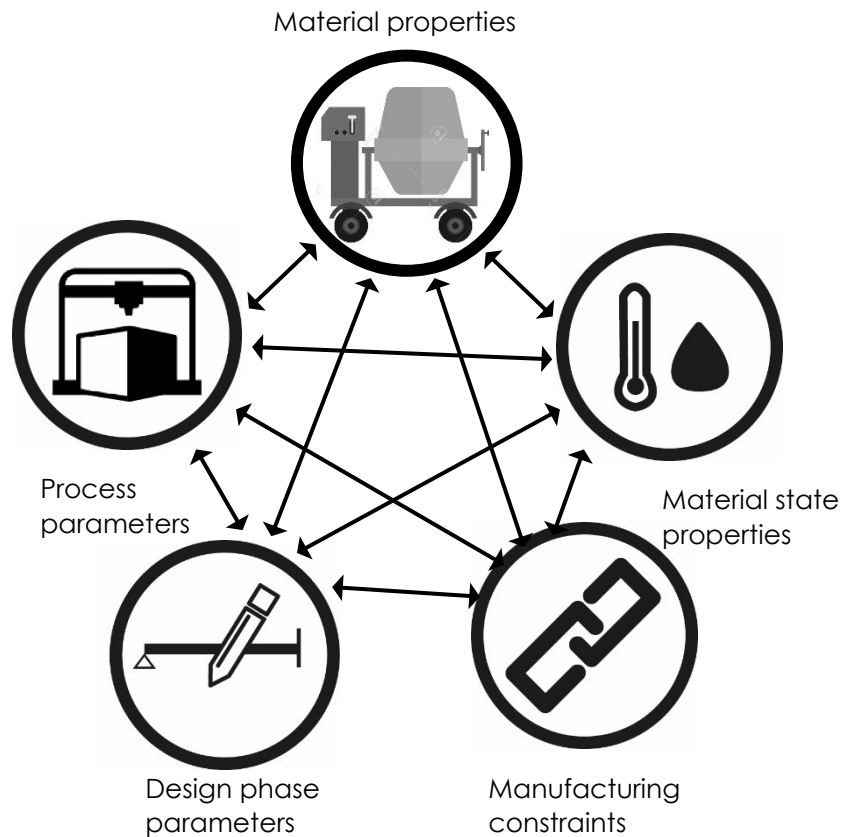 Material properties
Process
parameters
Material state
properties
Design phase
parameters
Manufacturing
constraints